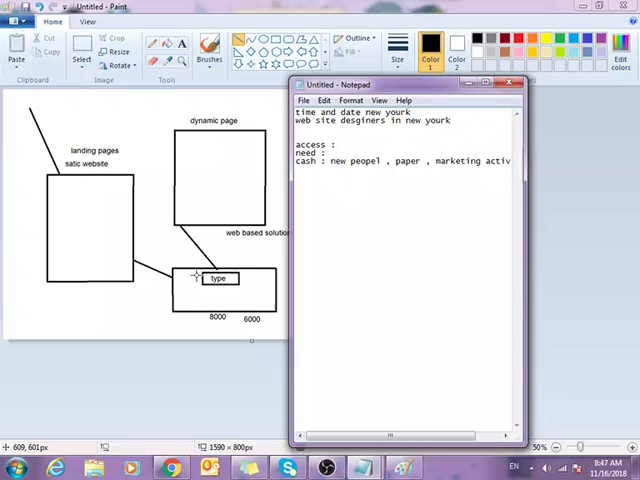 Untitled - Paint
Home
View
Paste
Cut
Copy
Clipboard
Select
Crop
Resize
Rotate
Image
Tools
Brushes
Shapes
Outline
Fill
Size
Color 1
Color 2
Colors
Edit colors
dynamic page
landing pages
satic website
web based solution
type
8000
6000
Untitled - Notepad
File Edit Format View Help
time and date new yourk
web site desginers in new yourk
access :
need :
cash : new peopel , paper , marketing activ
609, 601px
1590 × 800px
50%
EN
8:47 AM
11/16/2018